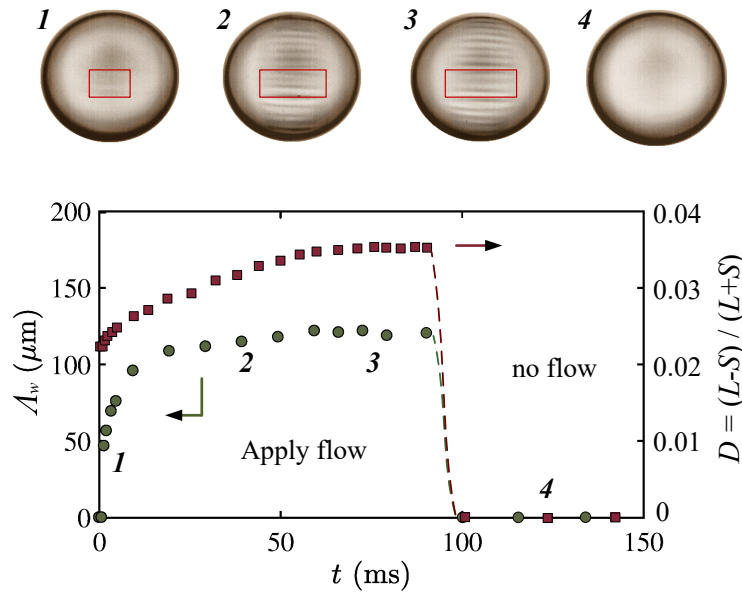 1 2 3 4
200
150
100
50
0
Λw (μm)
0.04
0.03
0.02
0.01
0
D = (L-S) / (L+S)
2
3
no flow
1
Apply flow
4
0 50 100 150
t (ms)